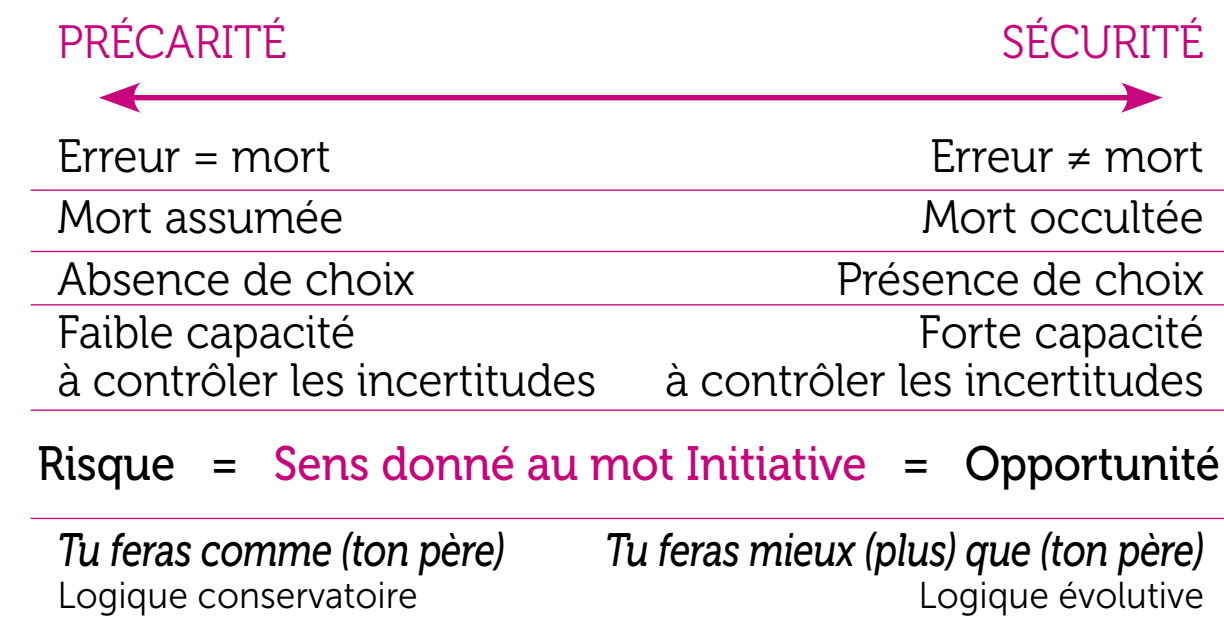 PRÉCARITÉ SÉCURITÉ
Erreur = mort Erreur ≠ mort
Mort assumée Mort occultée
Absence de choix Présence de choix
Faible capacité Forte capacité
à contrôler les incertitudes à contrôler les incertitudes
Risque = Sens donné au mot Initiative = Opportunité
Tu feras comme (ton père) Tu feras mieux (plus) que (ton père)
Logique conservatoire Logique évolutive